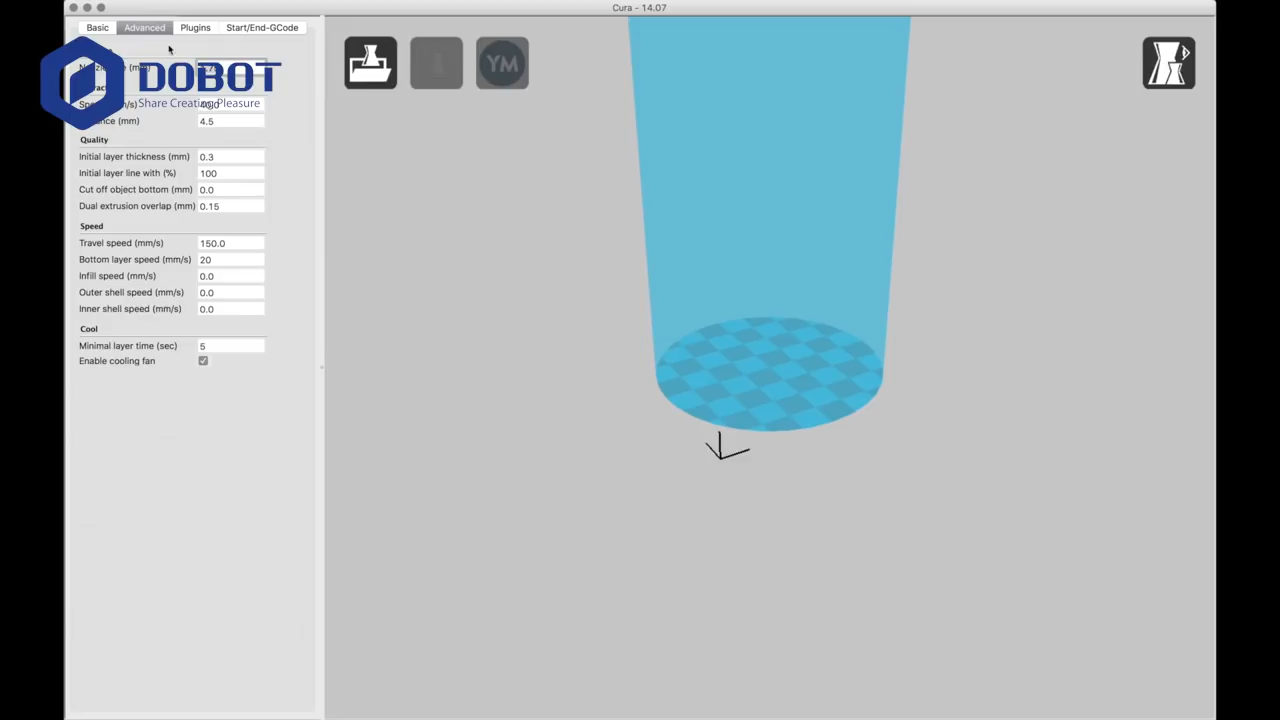 Cura - 14.07
Basic Advanced Plugins Start/End-GCode
YM
DOBOT
Share Creating Pleasure
(mm) 4.5
Quality
Initial layer thickness (mm) 0.3
Initial layer line with (%) 100
Cut off object bottom (mm) 0.0
Dual extrusion overlap (mm) 0.15
Speed
Travel speed (mm/s) 150.0
Bottom layer speed (mm/s) 20
Infill speed (mm/s) 0.0
Outer shell speed (mm/s) 0.0
Inner shell speed (mm/s) 0.0
Cool
Minimal layer time (sec) 5
Enable cooling fan